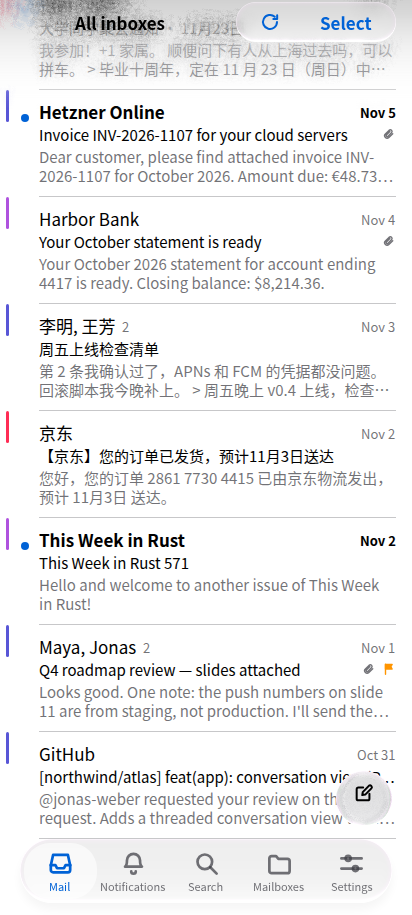 All inboxes
Select
我参加！+1 家属。 顺便问下有人从上海过去吗，可以
拼车。 > 毕业十周年，定在 11 月 23 日（周日）中…
Hetzner Online
Nov 5
Invoice INV-2026-1107 for your cloud servers
Dear customer, please find attached invoice INV-
2026-1107 for October 2026. Amount due: €48.73…
Harbor Bank
Nov 4
Your October statement is ready
Your October 2026 statement for account ending
4417 is ready. Closing balance: $8,214.36.
李明, 王芳 2
Nov 3
周五上线检查清单
第 2 条我确认过了，APNs 和 FCM 的凭据都没问题。
回滚脚本我今晚补上。 > 周五晚上 v0.4 上线，检查…
京东
Nov 2
【京东】您的订单已发货，预计11月3日送达
您好，您的订单 2861 7730 4415 已由京东物流发出，
预计 11月3日 送达。
This Week in Rust
Nov 2
This Week in Rust 571
Hello and welcome to another issue of This Week
in Rust!
Maya, Jonas 2
Nov 1
Q4 roadmap review — slides attached
Looks good. One note: the push numbers on slide
11 are from staging, not production. I'll send the…
GitHub
Oct 31
[northwind/atlas] feat(app): conversation
@jonas-weber requested your review on
request. Adds a threaded conversation view
Mail
Notifications
Search
Mailboxes
Settings